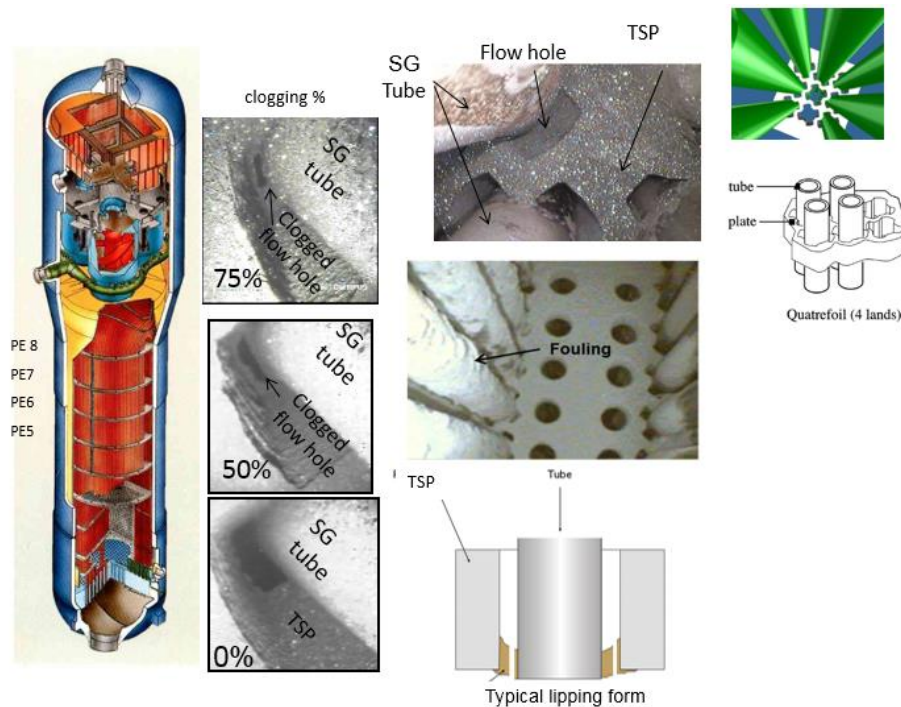 clogging %
SG
tube
Clogged
flow hole
75%
SG
tube
Clogged
flow hole
50%
SG
tube
TSP
0%
PE 8
PE7
PE6
PE5
SG
Tube
Flow hole
TSP
Fouling
TSP
Tube
Typical lipping form
tube
plate
Quatrefoil (4 lands)